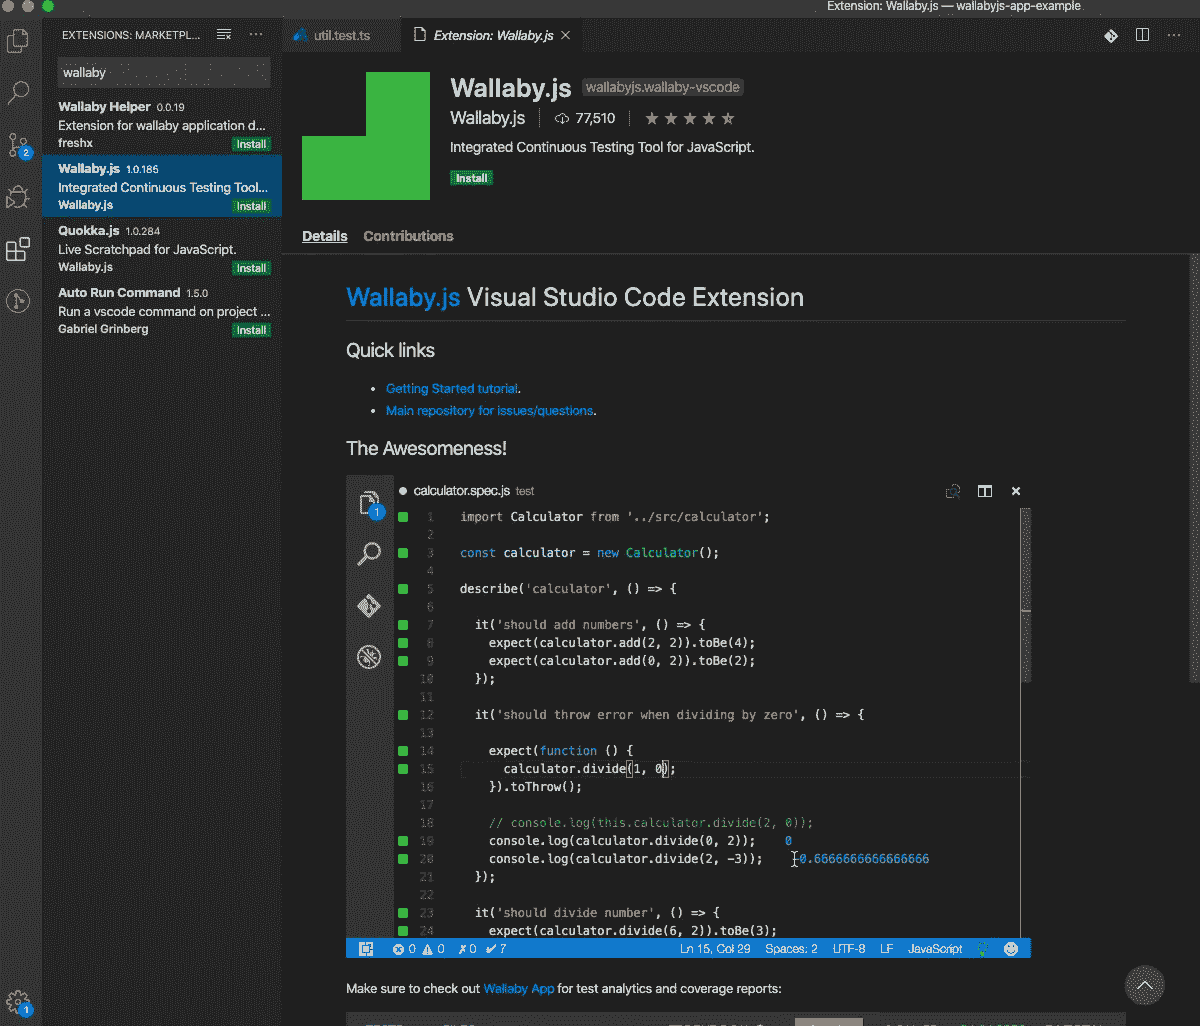 Extension: Wallaby.js — wallabyjs-app-example
EXTENSIONS: MARKETPL...
util.test.ts
Extension: Wallaby.js
wallaby
Wallaby Helper 0.0.19
Extension for wallaby application d...
freshx
Install
Wallaby.js 1.0.185
Integrated Continuous Testing Tool...
Wallaby.js
Install
Quokka.js 1.0.284
Live Scratchpad for JavaScript.
Wallaby.js
Install
Auto Run Command 1.5.0
Run a vscode command on project ...
Gabriel Grinberg
Install
2
1
Wallaby.js wallabyjs.wallaby-vscode
Wallaby.js 77,510
Integrated Continuous Testing Tool for JavaScript.
Install
Details Contributions
Wallaby.js Visual Studio Code Extension
Quick links
• Getting Started tutorial.
• Main repository for issues/questions.
The Awesomeness!
1
calculator.spec.js test
1 import Calculator from '../src/calculator';
2
3 const calculator = new Calculator();
4
5 describe('calculator', () => {
6
7 it('should add numbers', () => {
8 expect(calculator.add(2, 2)).toBe(4);
9 expect(calculator.add(0, 2)).toBe(2);
10 });
11
12 it('should throw error when dividing by zero', () => {
13
14 expect(function () {
15 calculator.divide(1, 0);
16 }).toThrow();
17
18 // console.log(this.calculator.divide(2, 0));
19 console.log(calculator.divide(0, 2)); 0
20 console.log(calculator.divide(2, -3)); -0.6666666666666666
21 });
22
23 it('should divide number', () => {
24 expect(calculator.divide(6, 2)).toBe(3);
0 0 0 7 Ln 15, Col 29 Spaces: 2 UTF-8 LF JavaScript
Make sure to check out Wallaby App for test analytics and coverage reports: